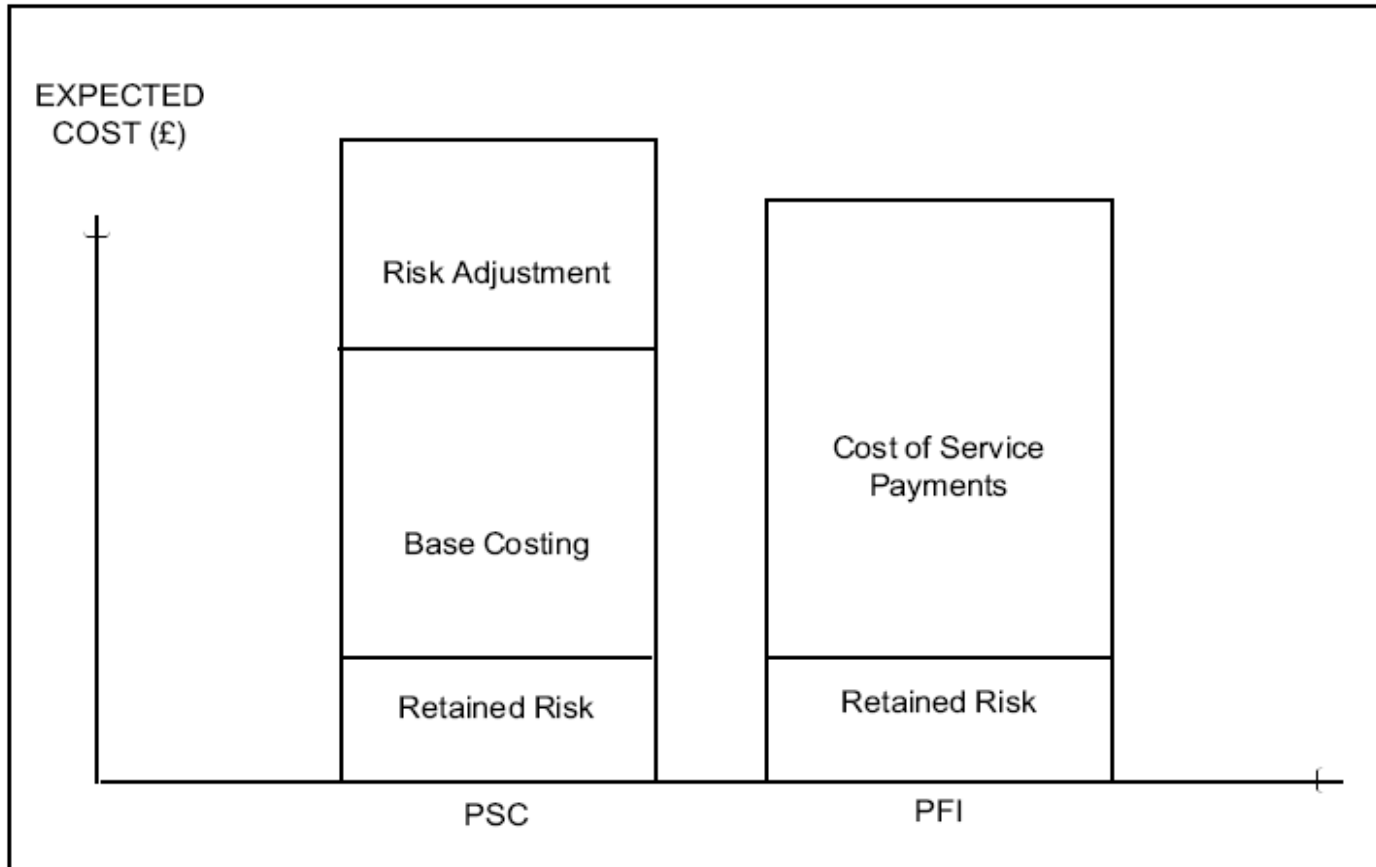 EXPECTED
COST (£)
Risk Adjustment
Base Costing
Retained Risk
Cost of Service
Payments
Retained Risk
PSC
PFI